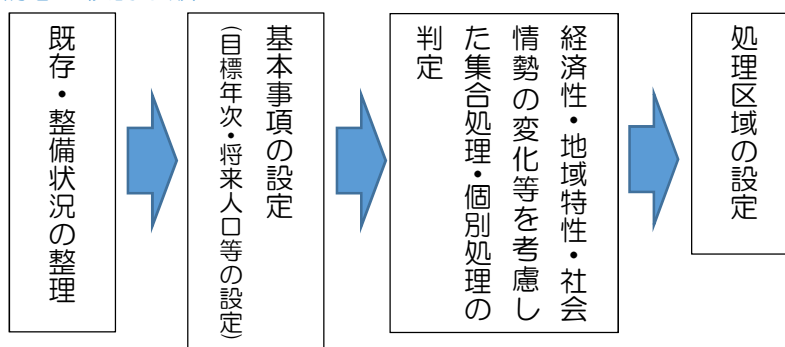 既存・整備状況の整理
基本事項の設定
（目標年次・将来人口等の設定）
経済性・地域特性・社会
情勢の変化等を考慮し
た集合処理・個別処理の
判定
処理区域の設定